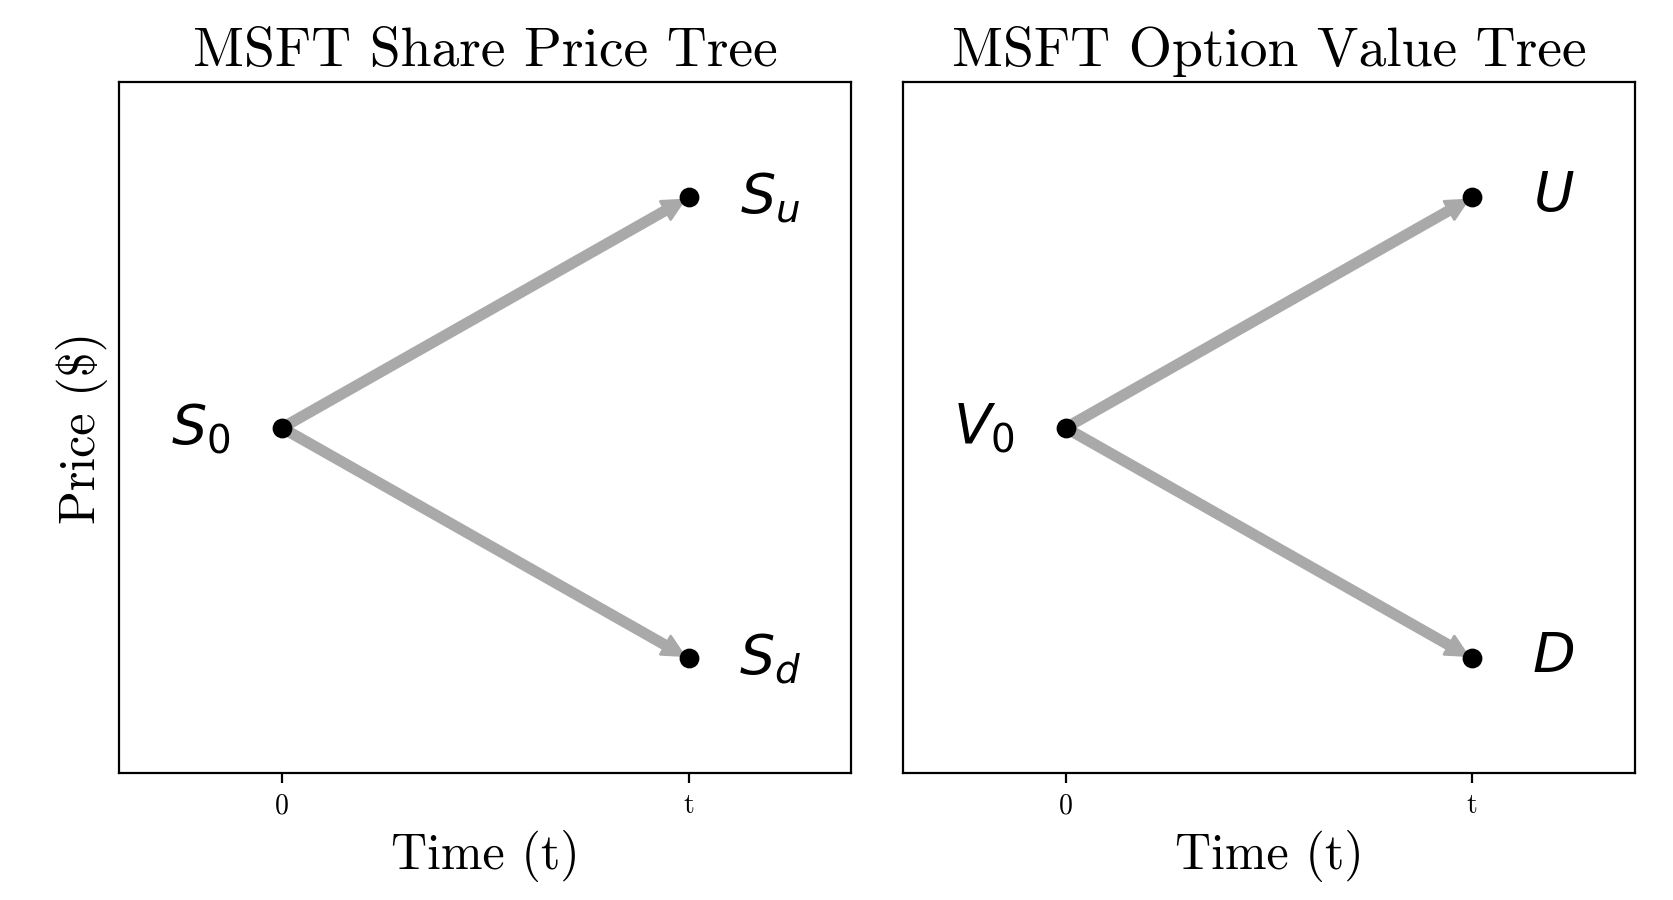 MSFT Share Price Tree
Price ($)
S_0
S_u
S_d
0
t
Time (t)
MSFT Option Value Tree
V_0
U
D
0
t
Time (t)